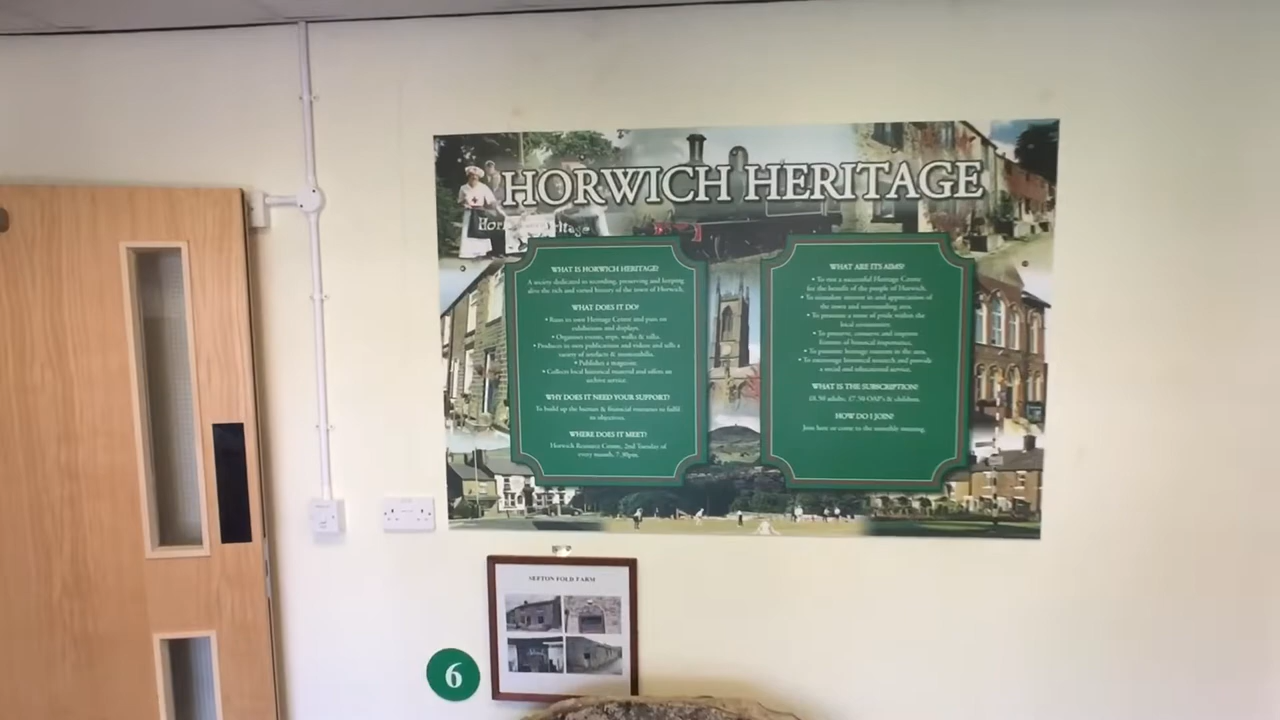 HORWICH HERITAGE
WHAT IS HORWICH HERITAGE?
A society dedicated to recording, preserving and keeping
alive the rich and varied history of the town of Horwich.
WHAT DOES IT DO?
• Runs its own Heritage Centre and puts on
exhibitions and displays.
• Organises events, trips, walks & talks.
• Produces its own publications and videos and sells a
variety of artefacts & memorabilia.
• Publishes a magazine.
• Collects local historical material and offers an
archive service.
WHY DOES IT NEED YOUR SUPPORT?
To build up the human & financial resources to fulfil
its objectives.
WHERE DOES IT MEET?
Horwich Resource Centre, 2nd Tuesday of
every month, 7.30pm.
WHAT ARE ITS AIMS?
• To run a successful Heritage Centre
for the benefit of the people of Horwich.
• To stimulate interest in and appreciation of
the town and surrounding area.
• To promote a sense of pride within the
local community.
• To preserve, conserve and improve
features of historical importance.
• To promote heritage tourism in the area.
• To encourage historical research and provide
a social and educational service.
WHAT IS THE SUBSCRIPTION?
£8.50 adults, £7.50 OAP's & children.
HOW DO I JOIN?
Join here or come to the monthly meeting.
SEFTON FOLD FARM
6